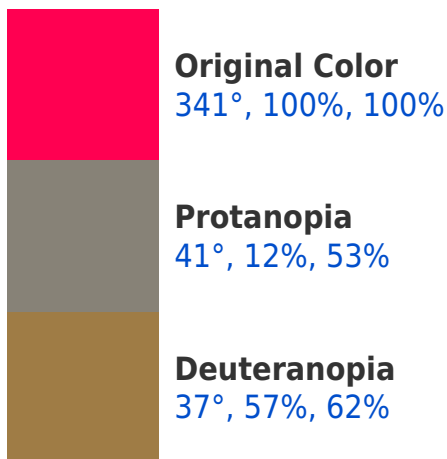 Original Color
341°, 100%, 100%
Protanopia
41°, 12%, 53%
Deuteranopia
37°, 57%, 62%